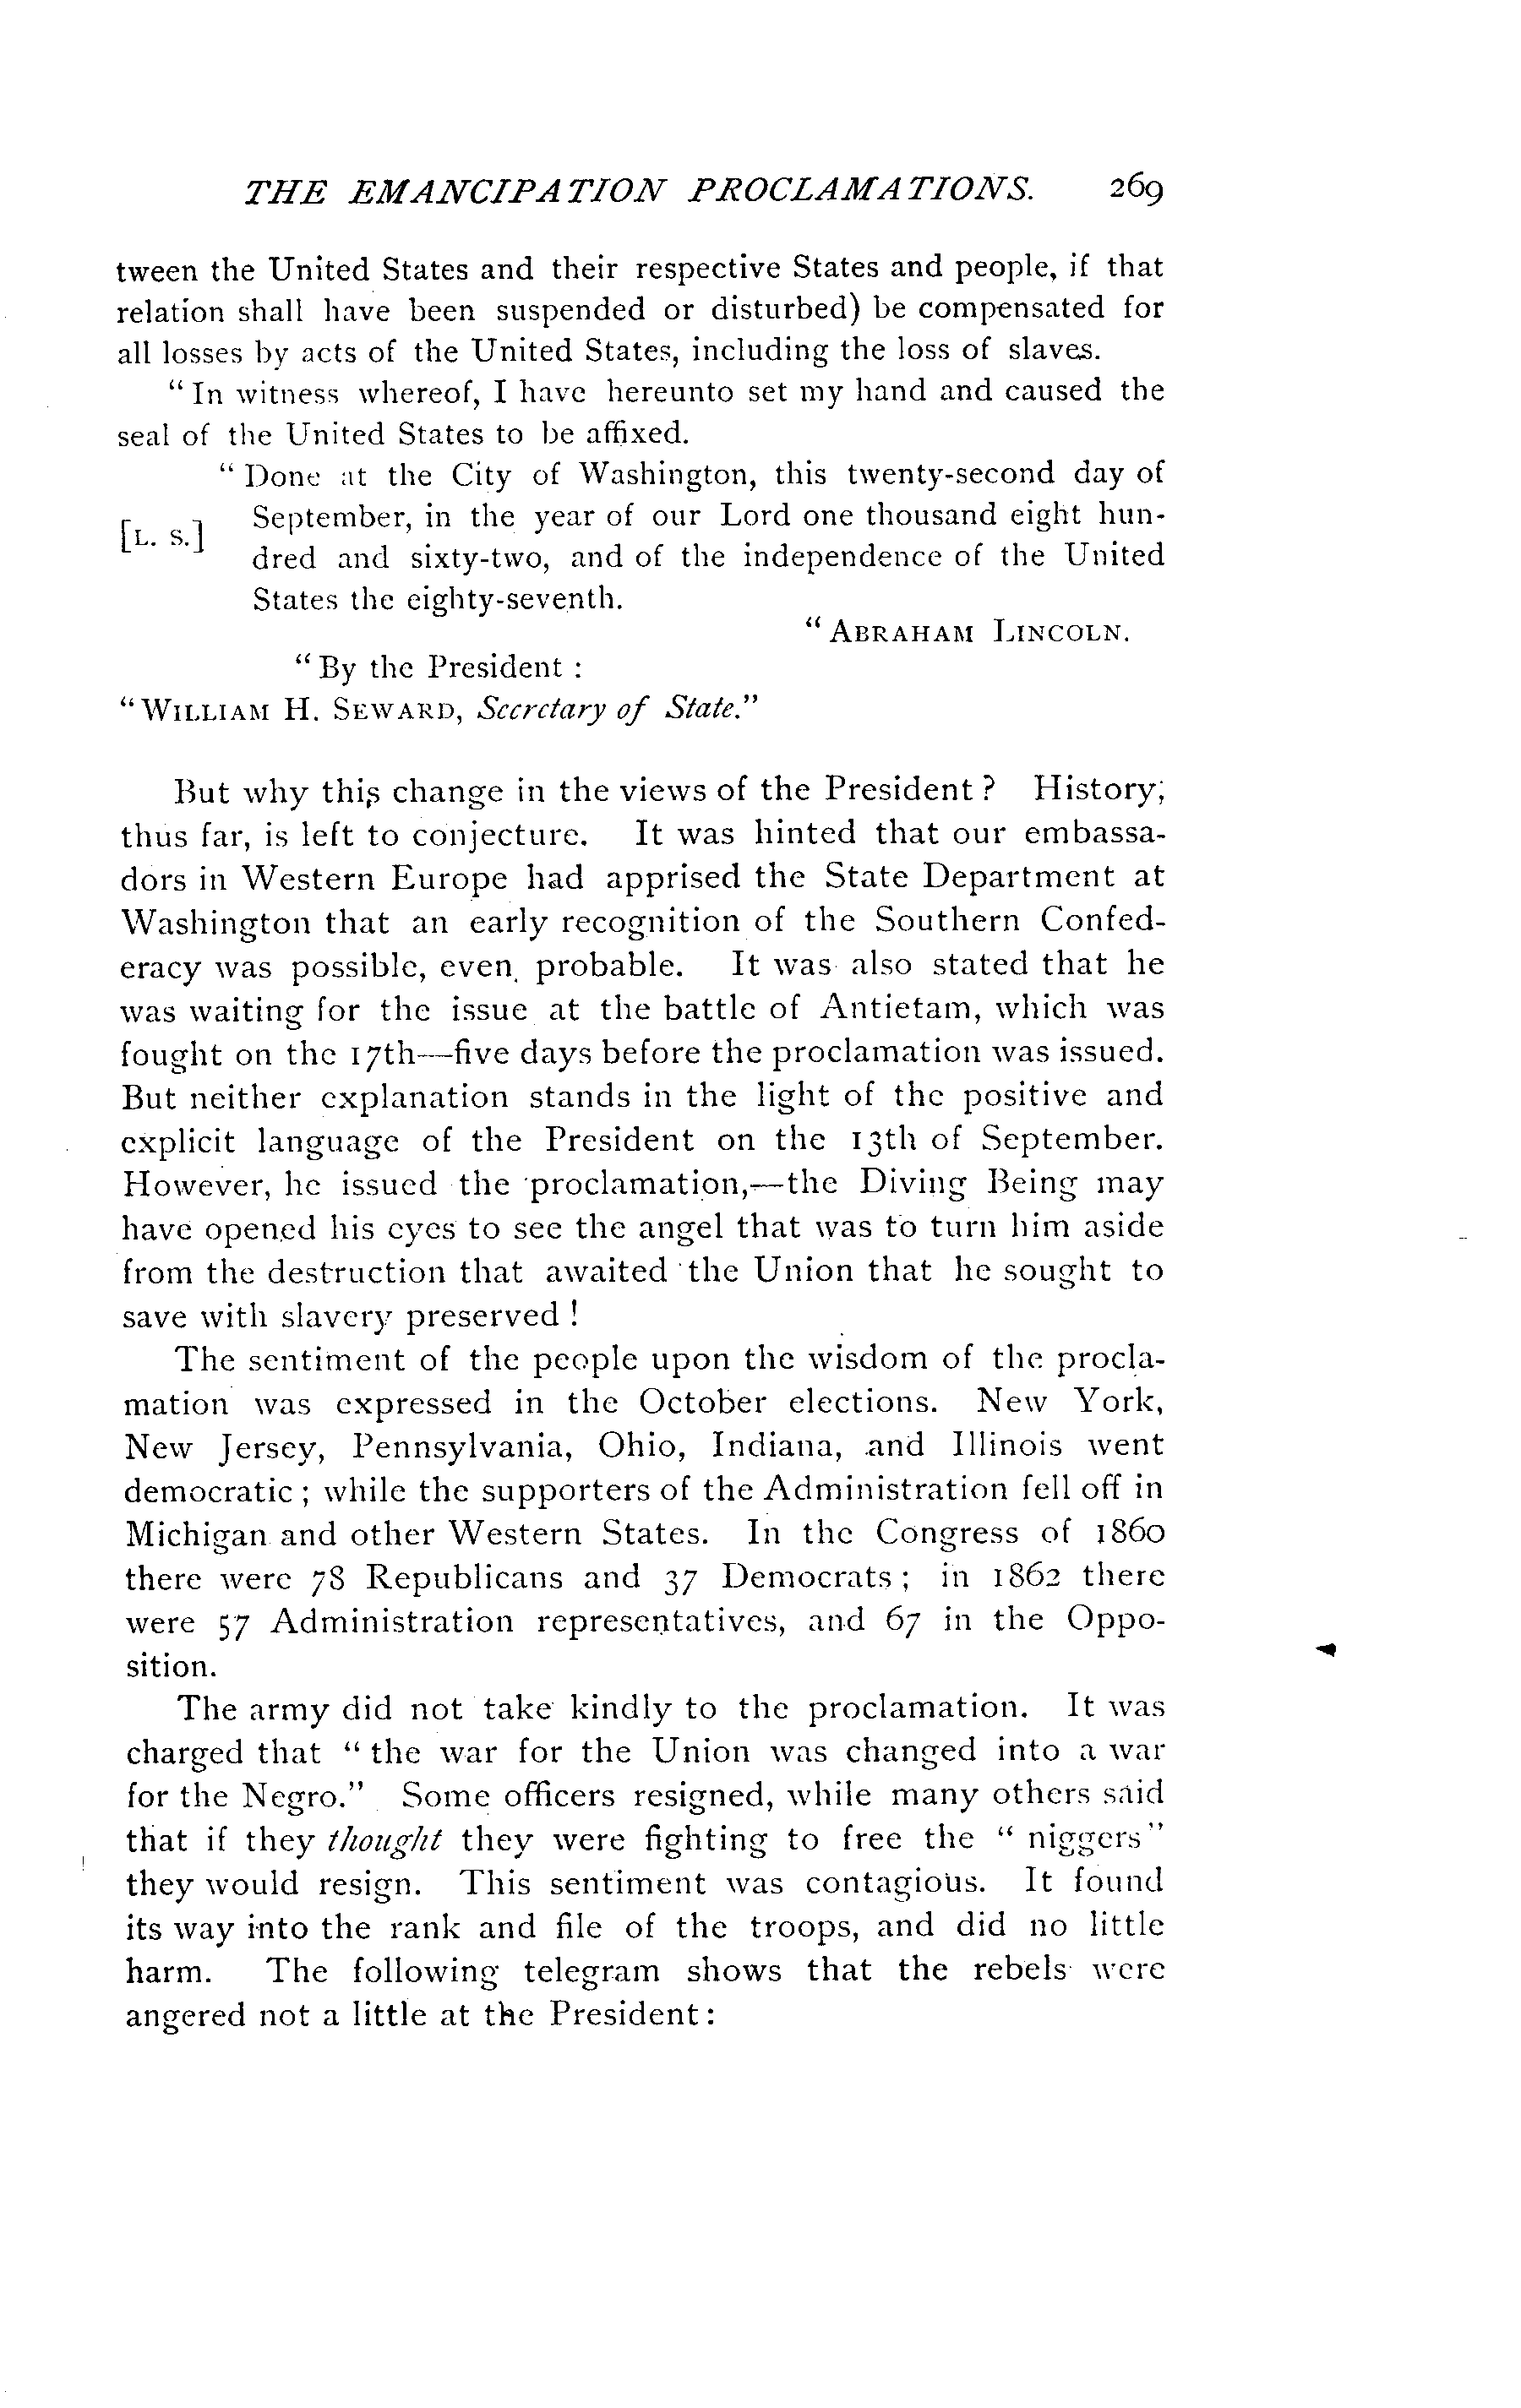 THE EMANCIPATION PROCLAMATIONS. 269
tween the United States and their respective States and people, if that
relation shall have been suspended or disturbed) be compensated for
all losses by acts of the United States, including the loss of slaves.
"In witness whereof, I have hereunto set my hand and caused the
seal of the United States to be affixed.
"Done at the City of Washington, this twenty-second day of
[L. S.] September, in the year of our Lord one thousand eight hun-
dred and sixty-two, and of the independence of the United
States the eighty-seventh.
"ABRAHAM LINCOLN.
"By the President :
"WILLIAM H. SEWARD, Secretary of State."
But why this change in the views of the President ? History,
thus far, is left to conjecture. It was hinted that our embassa-
dors in Western Europe had apprised the State Department at
Washington that an early recognition of the Southern Confed-
eracy was possible, even probable. It was also stated that he
was waiting for the issue at the battle of Antietam, which was
fought on the 17th—five days before the proclamation was issued.
But neither explanation stands in the light of the positive and
explicit language of the President on the 13th of September.
However, he issued the proclamation,—the Diving Being may
have opened his eyes to see the angel that was to turn him aside
from the destruction that awaited the Union that he sought to
save with slavery preserved !
The sentiment of the people upon the wisdom of the procla-
mation was expressed in the October elections. New York,
New Jersey, Pennsylvania, Ohio, Indiana, and Illinois went
democratic ; while the supporters of the Administration fell off in
Michigan and other Western States. In the Congress of 1860
there were 78 Republicans and 37 Democrats ; in 1862 there
were 57 Administration representatives, and 67 in the Oppo-
sition.
The army did not take kindly to the proclamation. It was
charged that "the war for the Union was changed into a war
for the Negro." Some officers resigned, while many others said
that if they thought they were fighting to free the "niggers"
they would resign. This sentiment was contagious. It found
its way into the rank and file of the troops, and did no little
harm. The following telegram shows that the rebels were
angered not a little at the President :